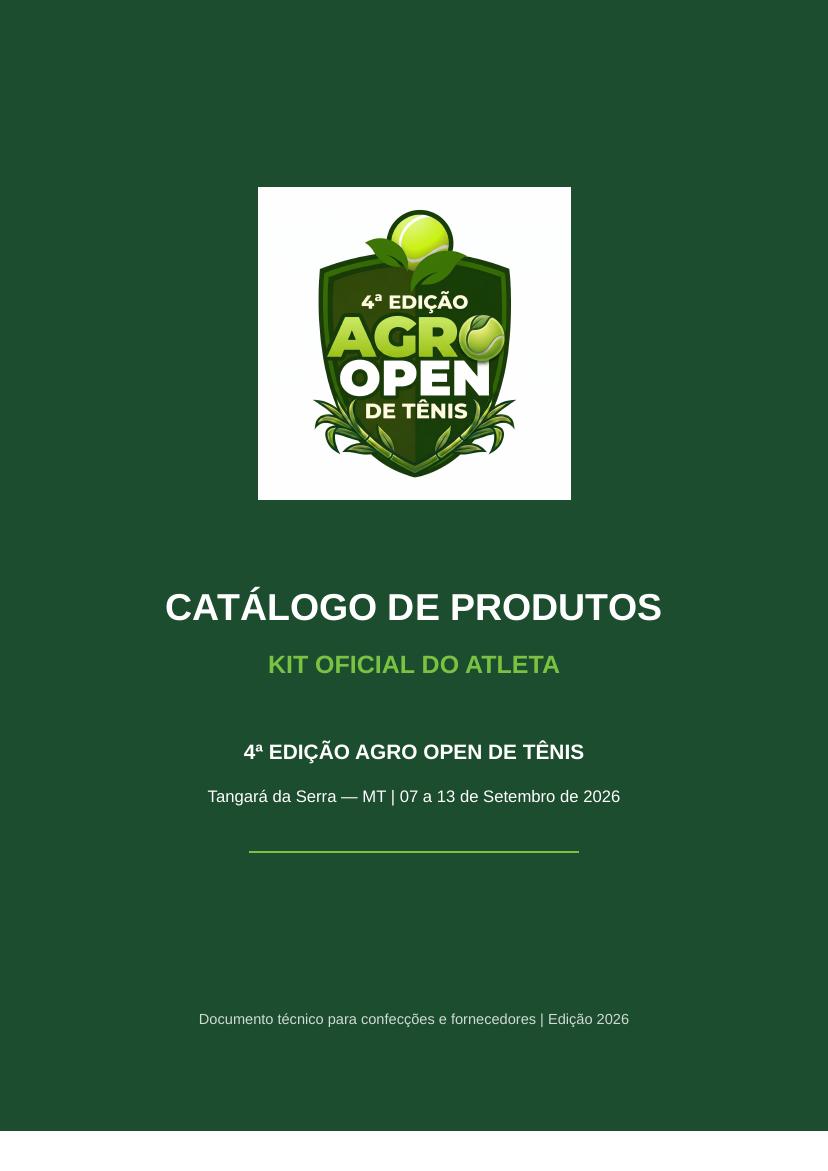 4ª EDIÇÃO
AGRO
OPEN
DE TÊNIS
CATÁLOGO DE PRODUTOS
KIT OFICIAL DO ATLETA
4ª EDIÇÃO AGRO OPEN DE TÊNIS
Tangará da Serra — MT | 07 a 13 de Setembro de 2026
Documento técnico para confecções e fornecedores | Edição 2026